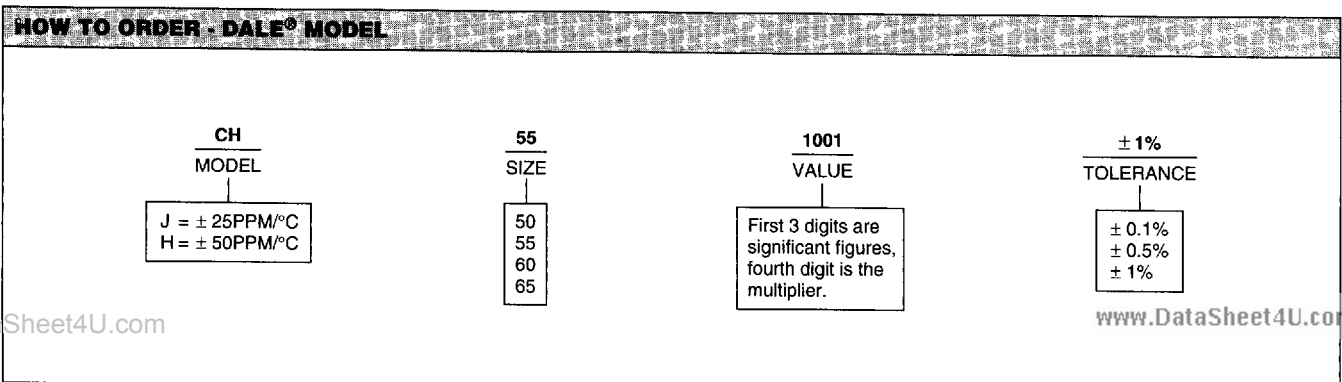 HOW TO ORDER - DALE® MODEL
CH
MODEL
J = ± 25PPM/°C
H = ± 50PPM/°C
55
SIZE
50
55
60
65
1001
VALUE
First 3 digits are
significant figures,
fourth digit is the
multiplier.
± 1%
TOLERANCE
± 0.1%
± 0.5%
± 1%
Sheet4U.com
www.DataSheet4U.com